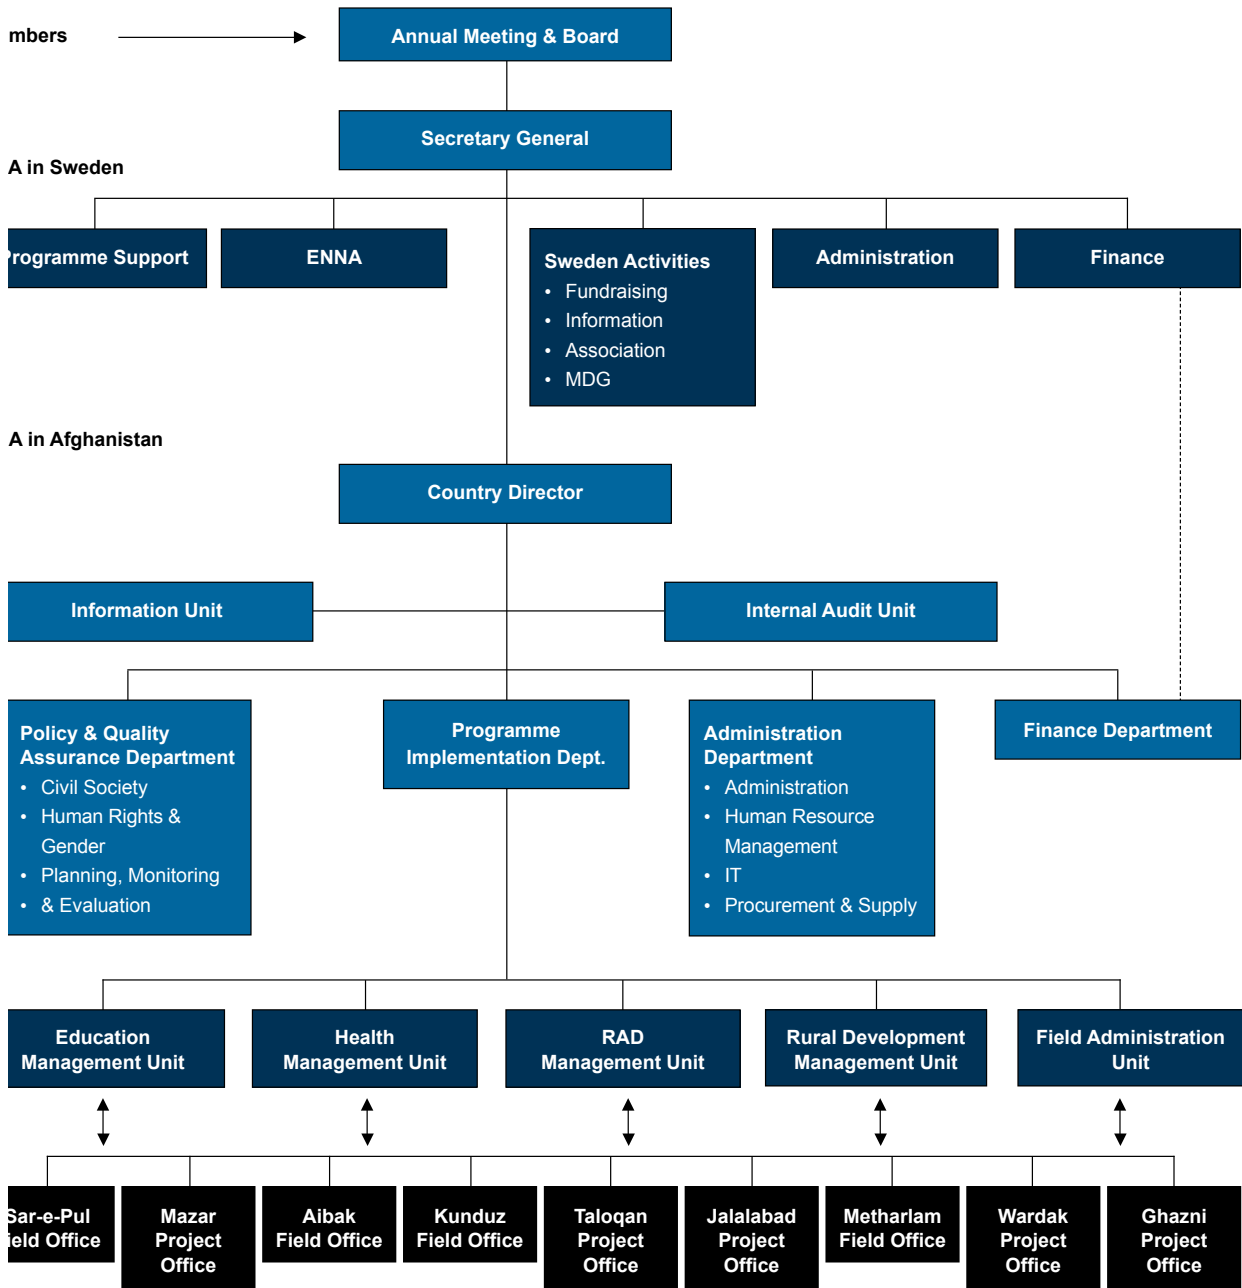 mbers
Annual Meeting & Board
Secretary General
A in Sweden
Programme Support
ENNA
Sweden Activities
• Fundraising
• Information
• Association
• MDG
Administration
Finance
A in Afghanistan
Country Director
Information Unit
Internal Audit Unit
Policy & Quality
Assurance Department
• Civil Society
• Human Rights &
Gender
• Planning, Monitoring
• & Evaluation
Programme
Implementation Dept.
Administration
Department
• Administration
• Human Resource
Management
• IT
• Procurement & Supply
Finance Department
Education
Management Unit
Health
Management Unit
RAD
Management Unit
Rural Development
Management Unit
Field Administration
Unit
Sar-e-Pul
ield Office
Mazar
Project
Office
Aibak
Field Office
Kunduz
Field Office
Taloqan
Project
Office
Jalalabad
Project
Office
Metharlam
Field Office
Wardak
Project
Office
Ghazni
Project
Office